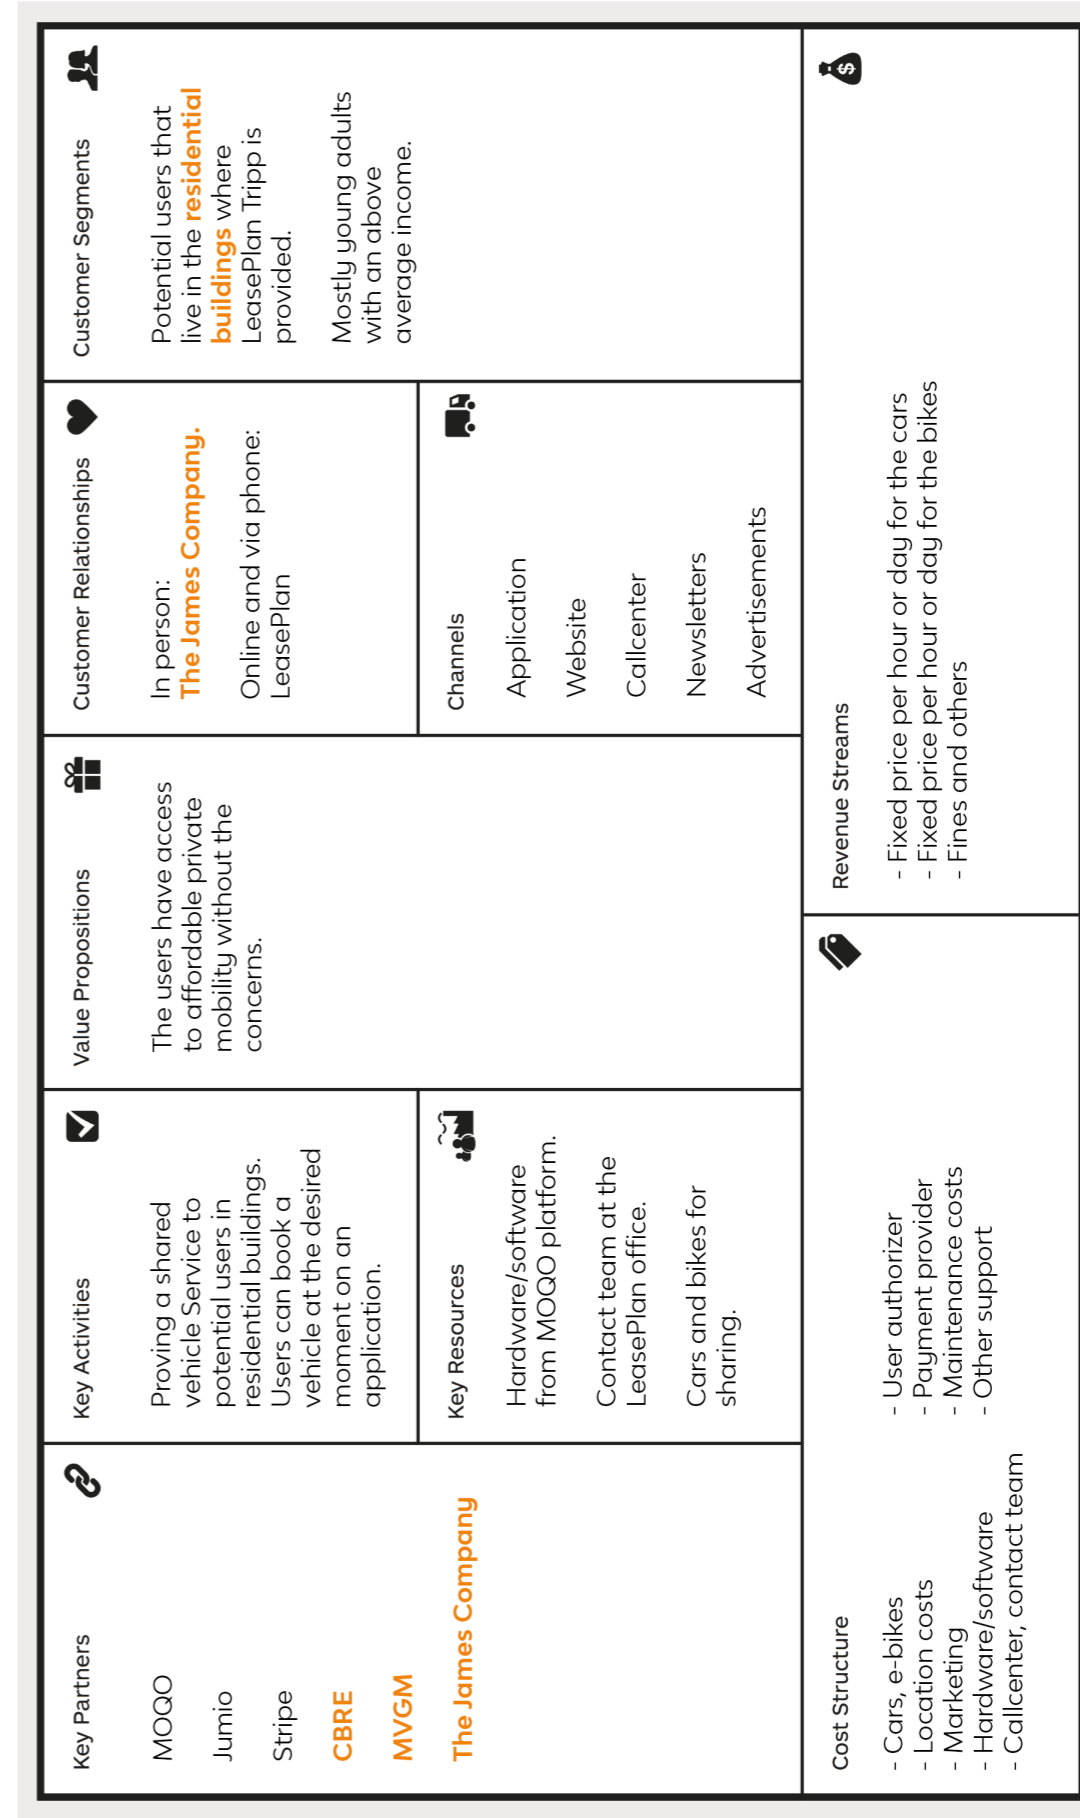 Key Partners
MOQO
Jumio
Stripe
CBRE
MVGM
The James Company
Key Activities
Proving a shared
vehicle Service to
potential users in
residential buildings.
Users can book a
vehicle at the desired
moment on an
application.
Key Resources
Hardware/software
from MOQO platform.
Contact team at the
LeasePlan office.
Cars and bikes for
sharing.
Value Propositions
The users have access
to affordable private
mobility without the
concerns.
Customer Relationships
In person:
The James Company.
Online and via phone:
LeasePlan
Channels
Application
Website
Callcenter
Newsletters
Advertisements
Customer Segments
Potential users that
live in the residential
buildings where
LeasePlan Tripp is
provided.
Mostly young adults
with an above
average income.
Cost Structure
- Cars, e-bikes
- Location costs
- Marketing
- Hardware/software
- Callcenter, contact team
- User authorizer
- Payment provider
- Maintenance costs
- Other support
Revenue Streams
- Fixed price per hour or day for the cars
- Fixed price per hour or day for the bikes
- Fines and others
$